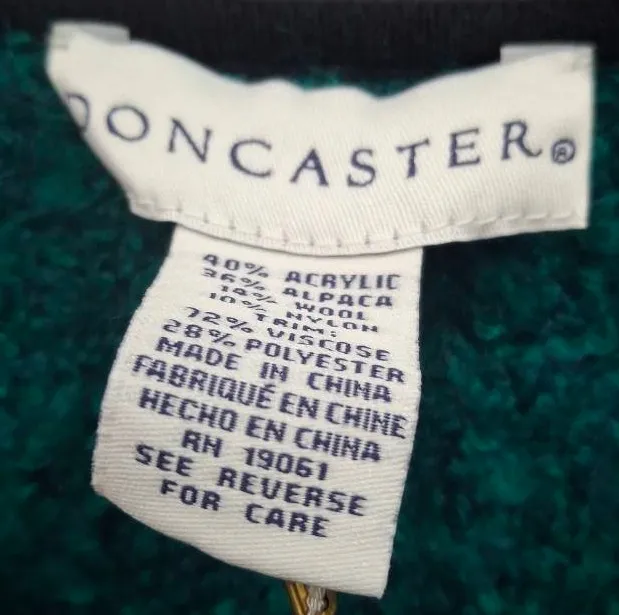 DONCASTER®
40% ACRYLIC
36% ALPACA
14% WOOL
10% NYLON
TRIM:
72% VISCOSE
28% POLYESTER
MADE IN CHINA
FABRIQUÉ EN CHINE
HECHO EN CHINA
RH 19061
SEE REVERSE
FOR CARE